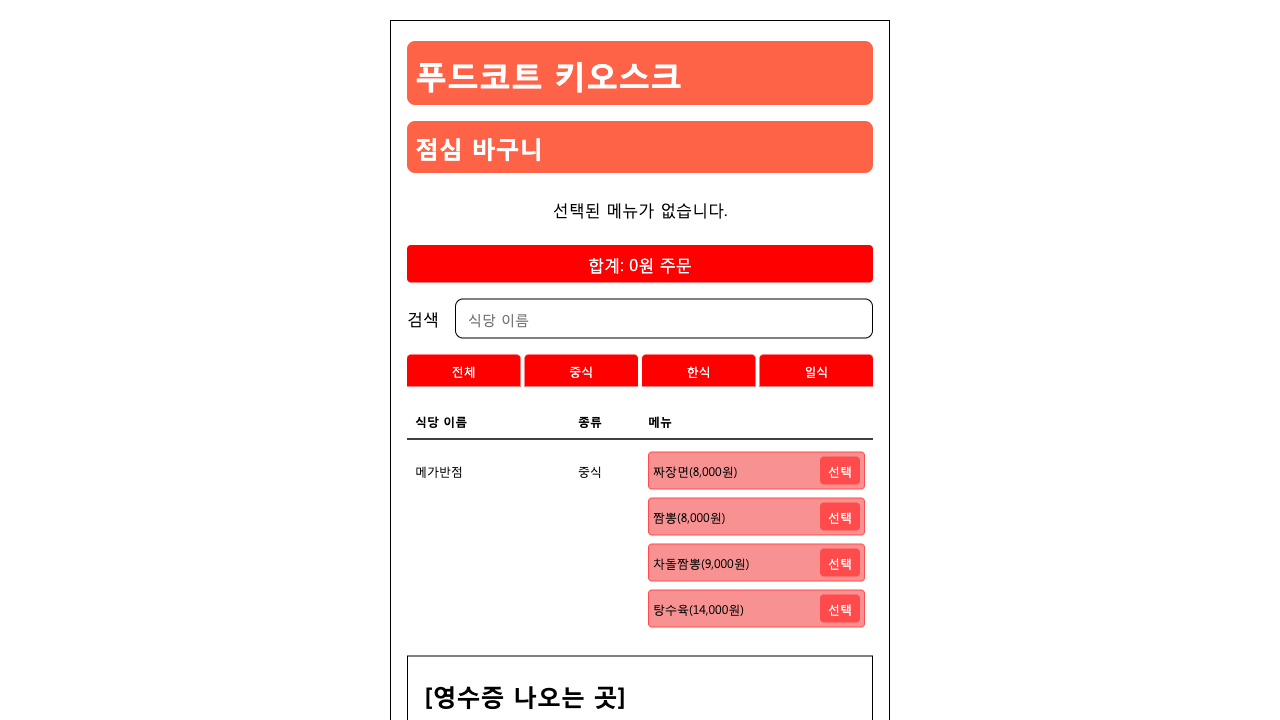 푸드코트 키오스크
점심 바구니
선택된 메뉴가 없습니다.
합계: 0원 주문
검색 식당 이름
전체 중식 한식 일식
식당 이름 종류 메뉴
메가반점 중식 짜장면(8,000원) 선택
짬뽕(8,000원) 선택
차돌짬뽕(9,000원) 선택
탕수육(14,000원) 선택
[영수증 나오는 곳]